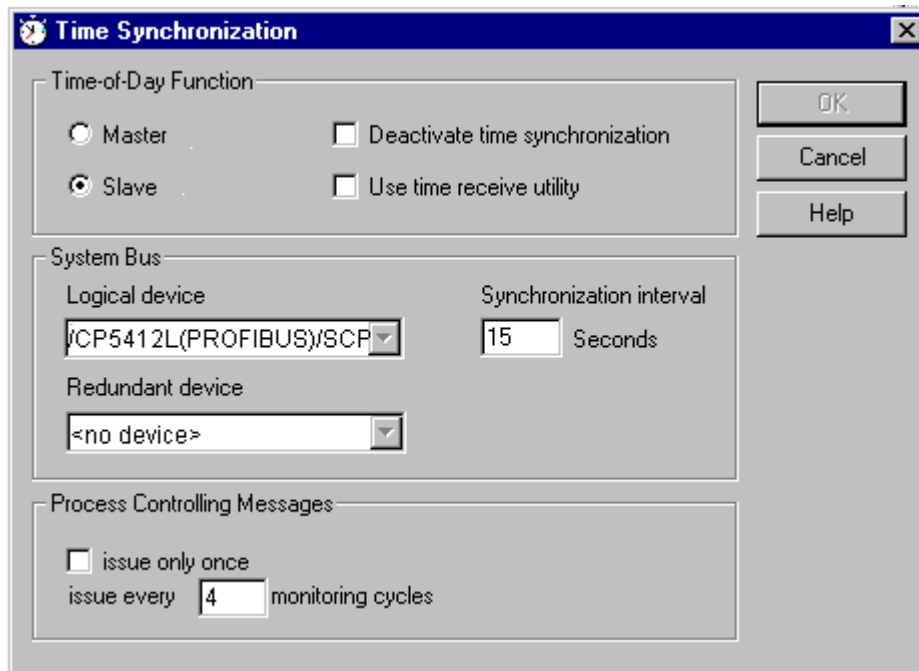 Time Synchronization
Time-of-Day Function
OK
Master
Deactivate time synchronization
Cancel
Slave
Use time receive utility
Help
System Bus
Logical device
Synchronization interval
/CP5412L(PROFIBUS)/SCP
15 Seconds
Redundant device
<no device>
Process Controlling Messages
issue only once
issue every 4 monitoring cycles